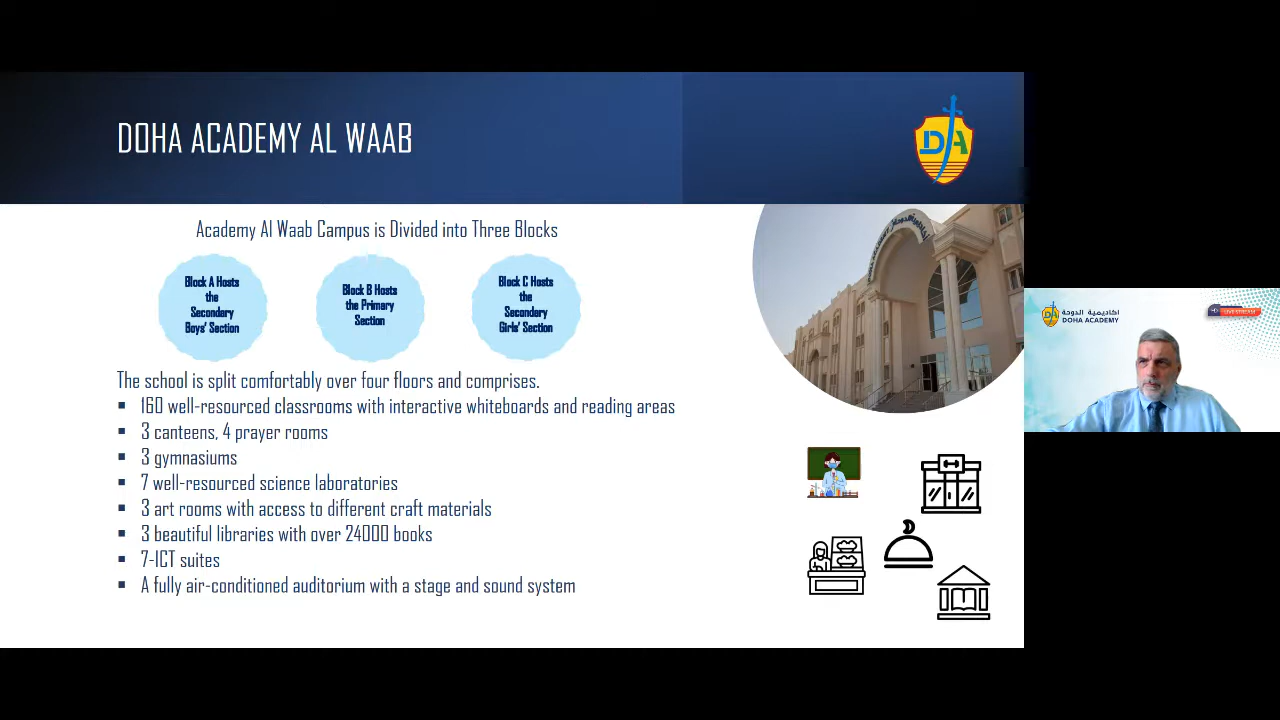 DOHA ACADEMY AL WAAB
DA
Academy Al Waab Campus is Divided into Three Blocks
Block A Hosts
the
Secondary
Boys' Section
Block B Hosts
the Primary
Section
Block C Hosts
the
Secondary
Girls' Section
The school is split comfortably over four floors and comprises.
▪ 160 well-resourced classrooms with interactive whiteboards and reading areas
▪ 3 canteens, 4 prayer rooms
▪ 3 gymnasiums
▪ 7 well-resourced science laboratories
▪ 3 art rooms with access to different craft materials
▪ 3 beautiful libraries with over 24000 books
▪ 7-ICT suites
▪ A fully air-conditioned auditorium with a stage and sound system
DA
اكاديمية الدوحة
DOHA ACADEMY
LIVESTREAM